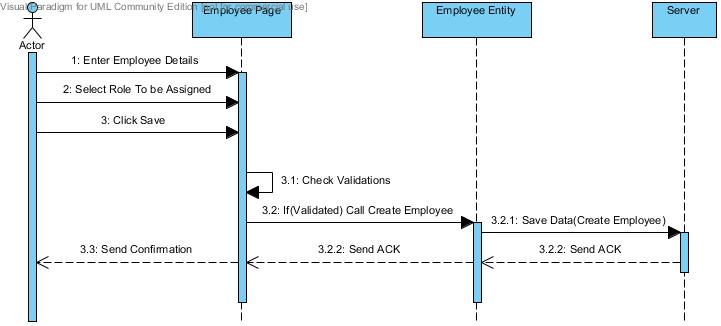 Visual Paradigm for UML Community Edition [not for commercial use]
Employee Page
Employee Entity
Server
Actor
1: Enter Employee Details
2: Select Role To be Assigned
3: Click Save
3.1: Check Validations
3.2: If(Validated) Call Create Employee
3.2.1: Save Data(Create Employee)
3.3: Send Confirmation
3.2.2: Send ACK
3.2.2: Send ACK